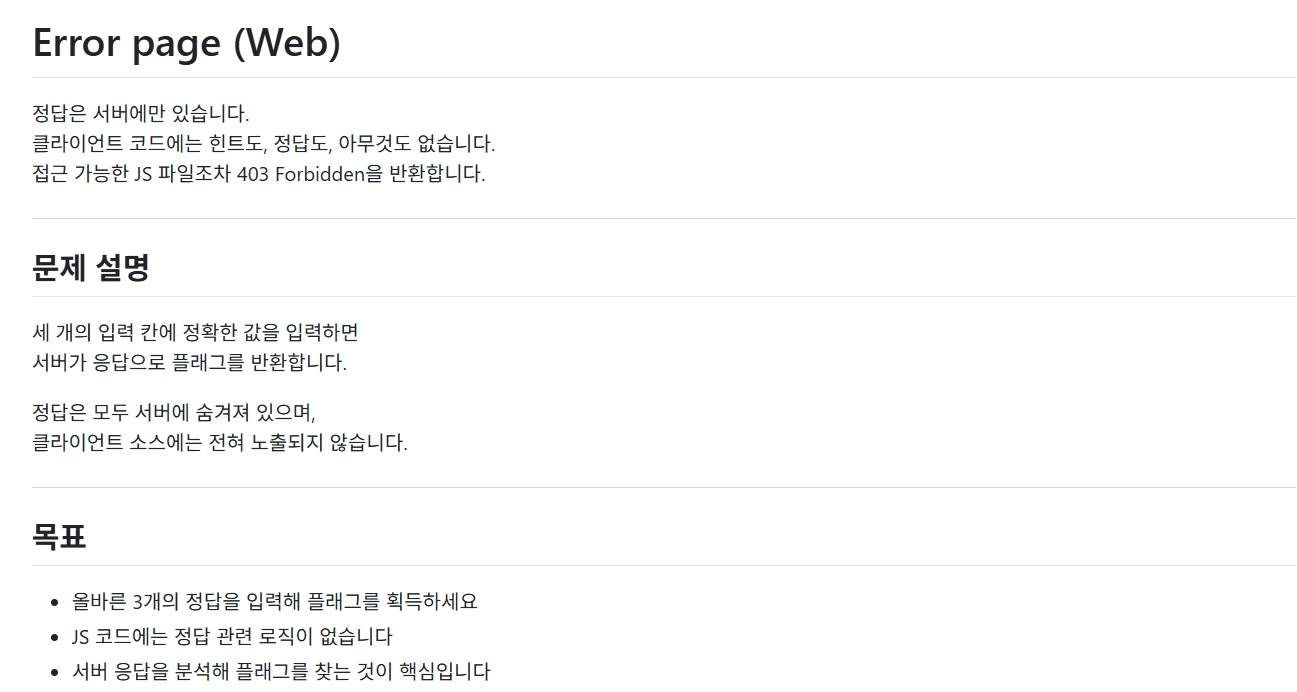 Error page (Web)
정답은 서버에만 있습니다.
클라이언트 코드에는 힌트도, 정답도, 아무것도 없습니다.
접근 가능한 JS 파일조차 403 Forbidden을 반환합니다.
문제 설명
세 개의 입력 칸에 정확한 값을 입력하면
서버가 응답으로 플래그를 반환합니다.
정답은 모두 서버에 숨겨져 있으며,
클라이언트 소스에는 전혀 노출되지 않습니다.
목표
올바른 3개의 정답을 입력해 플래그를 획득하세요
JS 코드에는 정답 관련 로직이 없습니다
서버 응답을 분석해 플래그를 찾는 것이 핵심입니다